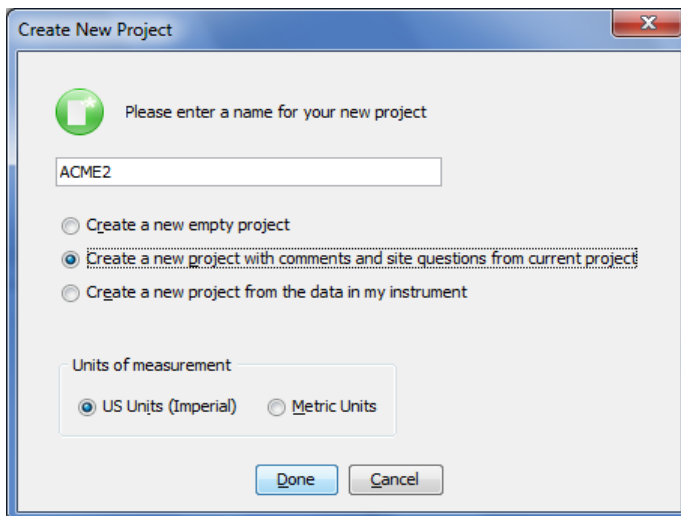 Create New Project
Please enter a name for your new project
ACME2
Create a new empty project
Create a new project with comments and site questions from current project
Create a new project from the data in my instrument
Units of measurement
US Units (Imperial) Metric Units
Done Cancel